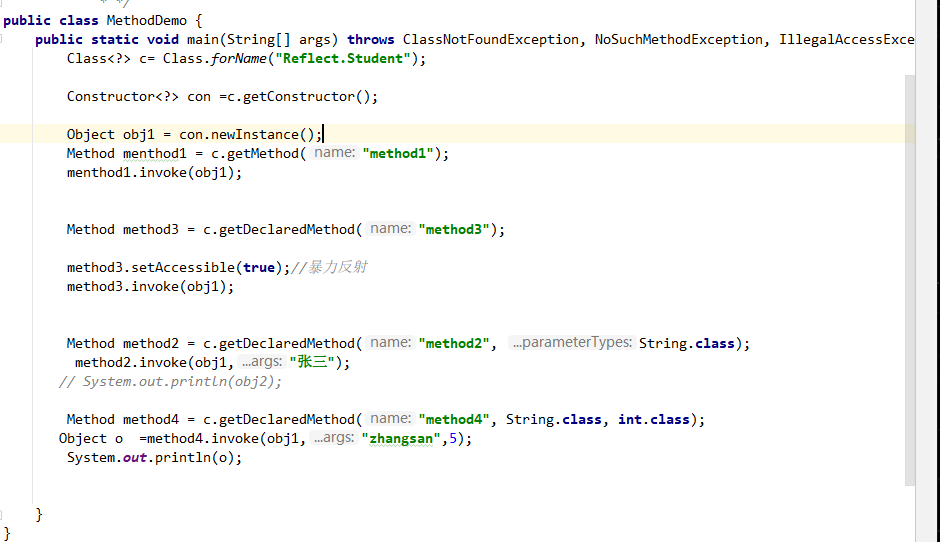 * */
public class MethodDemo {
public static void main(String[] args) throws ClassNotFoundException, NoSuchMethodException, IllegalAccessExce
Class<?> c= Class.forName("Reflect.Student");
Constructor<?> con =c.getConstructor();
Object obj1 = con.newInstance();
Method menthod1 = c.getMethod( name: "method1");
menthod1.invoke(obj1);
Method method3 = c.getDeclaredMethod( name: "method3");
method3.setAccessible(true);//暴力反射
method3.invoke(obj1);
Method method2 = c.getDeclaredMethod( name: "method2", ...parameterTypes: String.class);
method2.invoke(obj1, ...args: "张三");
// System.out.println(obj2);
Method method4 = c.getDeclaredMethod( name: "method4", String.class, int.class);
Object o  =method4.invoke(obj1, ...args: "zhangsan",5);
System.out.println(o);
}
}